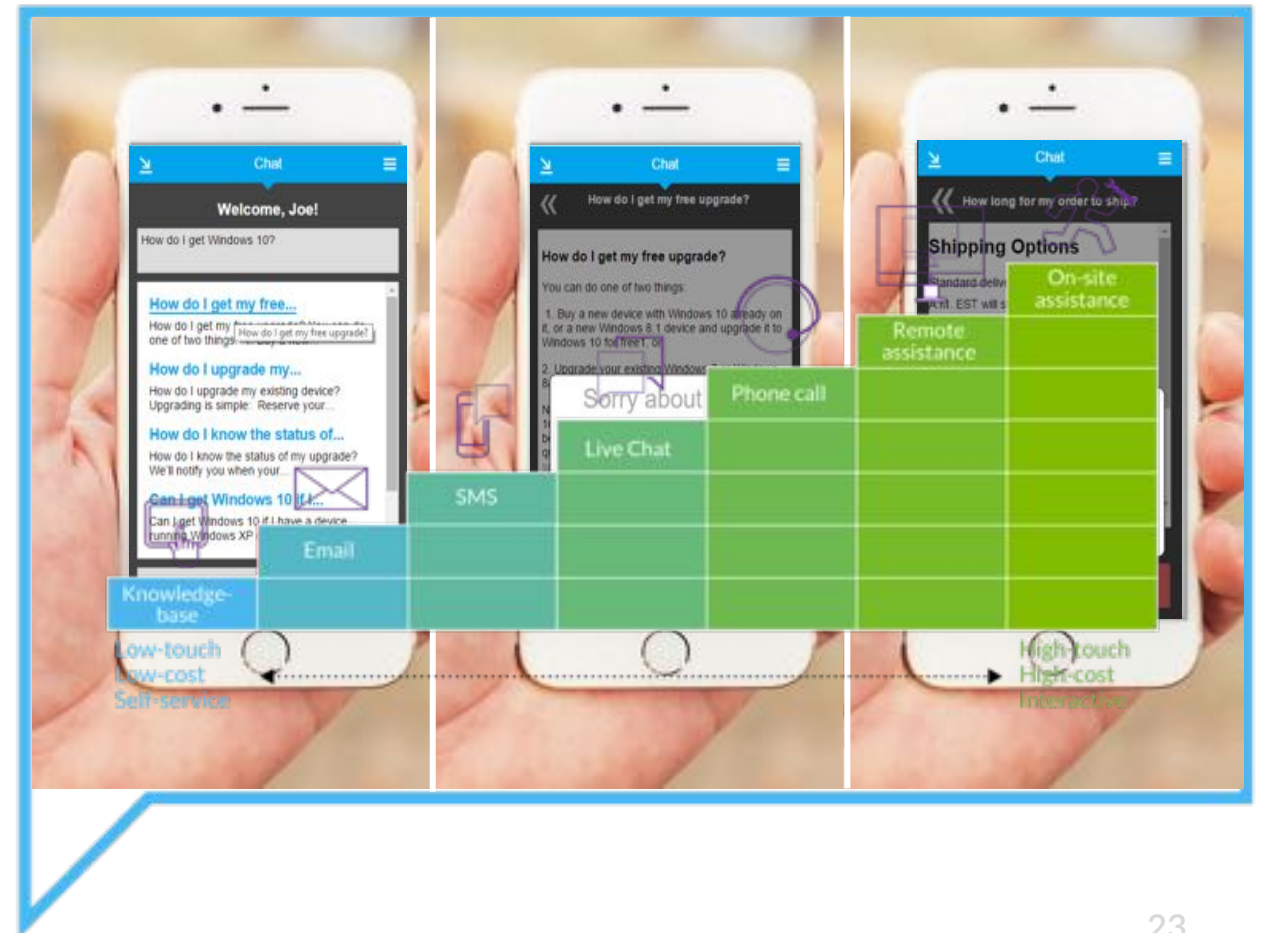 Chat
Welcome, Joe!
How do I get Windows 10?
How do I get my free...
How do I get my
one of two things
How do I get my free upgrade?
How do I upgrade my...
How do I upgrade my existing device?
Upgrading is simple: Reserve your...
How do I know the status of...
How do I know the status of my upgrade?
We'll notify you when your...
Can I get Windows 10 if I...
Can I get Windows 10 if I have a device
running Windows XP
Chat
How do I get my free upgrade?
How do I get my free upgrade?
You can do one of two things:
1. Buy a new device with Windows 10 already on
it, or a new Windows 8.1 device and upgrade it to
Windows 10 for free1, or
2. Upgrade your existing Windows
Sorry about
Chat
How long for my order to ship?
Shipping Options
Standard
EST will
On-site
assistance
Remote
assistance
Phone call
Live Chat
SMS
Email
Knowledge-
base
Low-touch
Low-cost
Self-service
High-touch
High-cost
Interactive
23